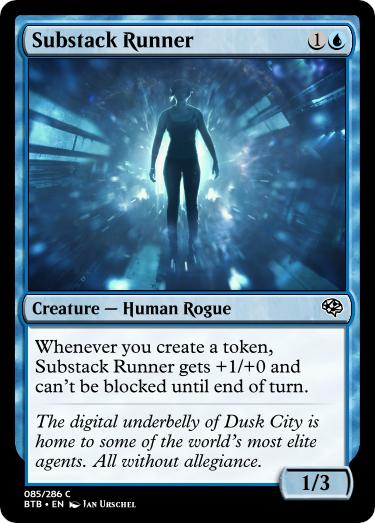 Substack Runner 1
Creature — Human Rogue
Whenever you create a token,
Substack Runner gets +1/+0 and
can't be blocked until end of turn.
The digital underbelly of Dusk City is
home to some of the world's most elite
agents. All without allegiance.
1/3
085/286 C
BTB • EN Jan Urschel